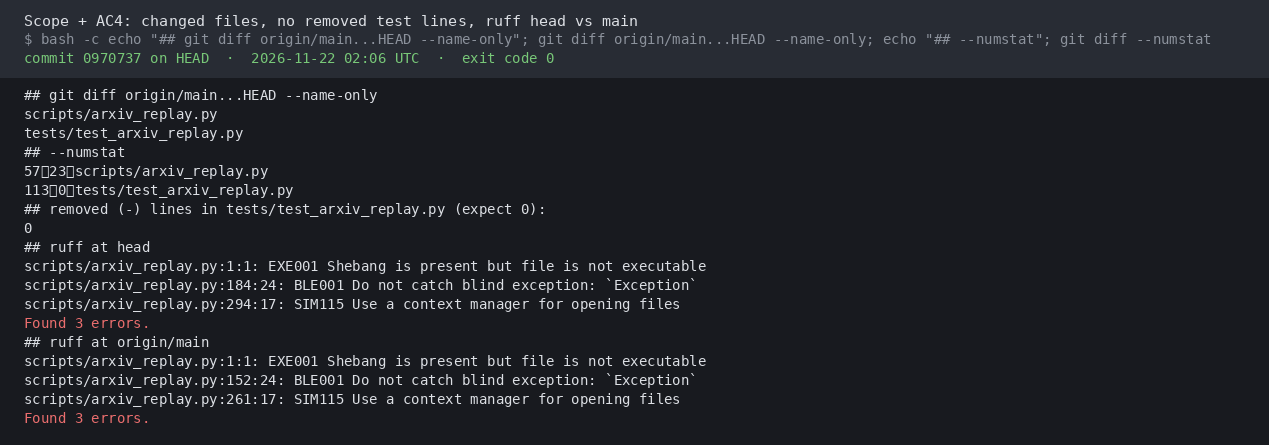 Scope + AC4: changed files, no removed test lines, ruff head vs main
$ bash -c echo "## git diff origin/main...HEAD --name-only"; git diff origin/main...HEAD --name-only; echo "## --numstat"; git diff --numstat
commit 0970737 on HEAD · 2026-11-22 02:06 UTC · exit code 0
## git diff origin/main...HEAD --name-only
scripts/arxiv_replay.py
tests/test_arxiv_replay.py
## --numstat
57□23□scripts/arxiv_replay.py
113□0□tests/test_arxiv_replay.py
## removed (-) lines in tests/test_arxiv_replay.py (expect 0):
0
## ruff at head
scripts/arxiv_replay.py:1:1: EXE001 Shebang is present but file is not executable
scripts/arxiv_replay.py:184:24: BLE001 Do not catch blind exception: `Exception`
scripts/arxiv_replay.py:294:17: SIM115 Use a context manager for opening files
Found 3 errors.
## ruff at origin/main
scripts/arxiv_replay.py:1:1: EXE001 Shebang is present but file is not executable
scripts/arxiv_replay.py:152:24: BLE001 Do not catch blind exception: `Exception`
scripts/arxiv_replay.py:261:17: SIM115 Use a context manager for opening files
Found 3 errors.